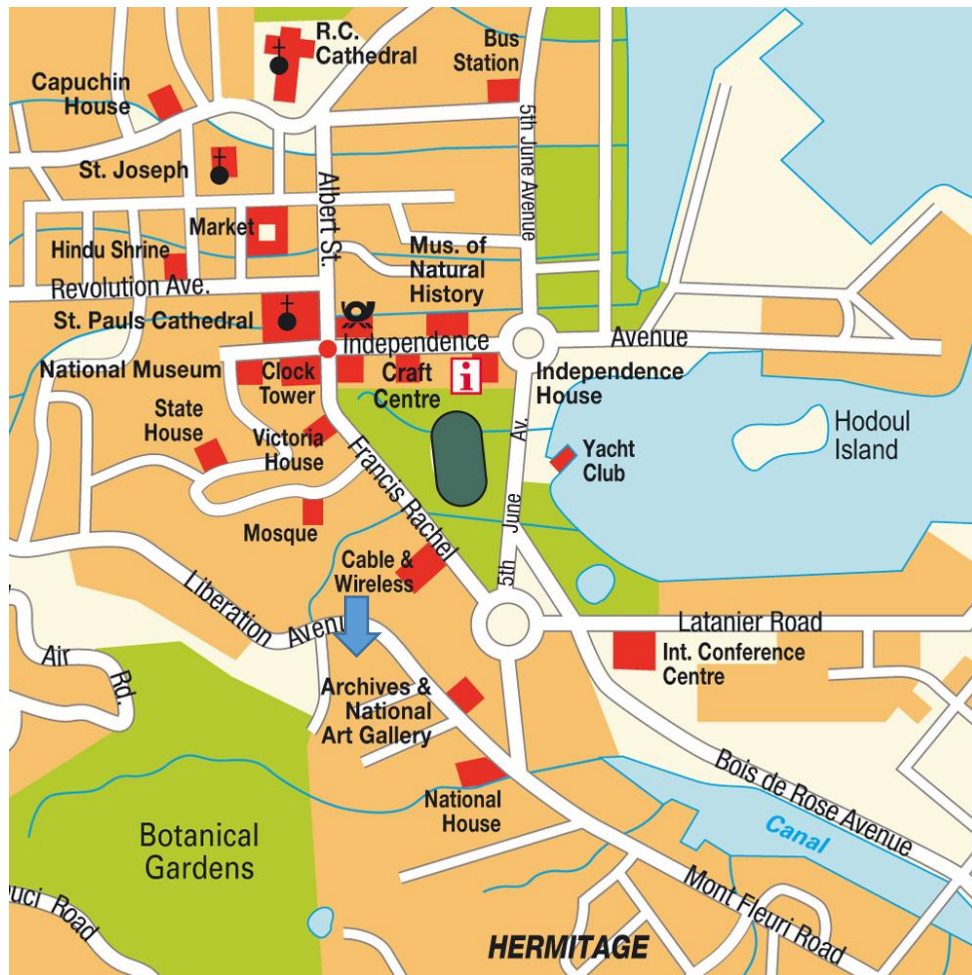 R.C.
Cathedral
Bus
Station
Capuchin
House
5th June Avenue
St. Joseph
Albert St.
Market
Hindu Shrine
Mus. of
Natural
History
Revolution Ave.
St. Pauls Cathedral
Independence
Avenue
National Museum
Clock
Tower
Craft
Centre
i
Independence
House
State
House
Victoria
House
Francis Rachel
5th June Av.
Yacht
Club
Hodoul
Island
Mosque
Cable &
Wireless
Liberation Avenu
Latanier Road
Int. Conference
Centre
Air Rd.
Archives &
National
Art Gallery
Bois de Rose Avenue
National
House
Canal
Botanical
Gardens
Mont Fleuri Road
uci Road
HERMITAGE